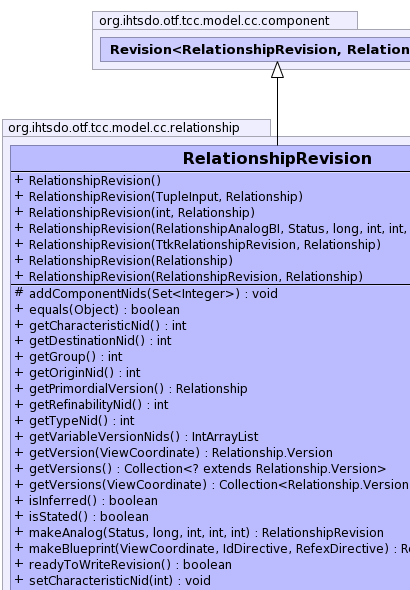 org.ihtsdo.otf.tcc.model.cc.component
Revision<RelationshipRevision, Relation
org.ihtsdo.otf.tcc.model.cc.relationship
RelationshipRevision
+ RelationshipRevision()
+ RelationshipRevision(TupleInput, Relationship)
+ RelationshipRevision(int, Relationship)
+ RelationshipRevision(RelationshipAnalogBI, Status, long, int, int,
+ RelationshipRevision(TtkRelationshipRevision, Relationship)
+ RelationshipRevision(Relationship)
+ RelationshipRevision(RelationshipRevision, Relationship)
# addComponentNids(Set<Integer>) : void
+ equals(Object) : boolean
+ getCharacteristicNid() : int
+ getDestinationNid() : int
+ getGroup() : int
+ getOriginNid() : int
+ getPrimordialVersion() : Relationship
+ getRefinabilityNid() : int
+ getTypeNid() : int
+ getVariableVersionNids() : IntArrayList
+ getVersion(ViewCoordinate) : Relationship.Version
+ getVersions() : Collection<? extends Relationship.Version>
+ getVersions(ViewCoordinate) : Collection<Relationship.Version
+ isInferred() : boolean
+ isStated() : boolean
+ makeAnalog(Status, long, int, int, int) : RelationshipRevision
+ makeBlueprint(ViewCoordinate, IdDirective, RefexDirective) : R
+ readyToWriteRevision() : boolean
+ setCharacteristicNid(int) : void